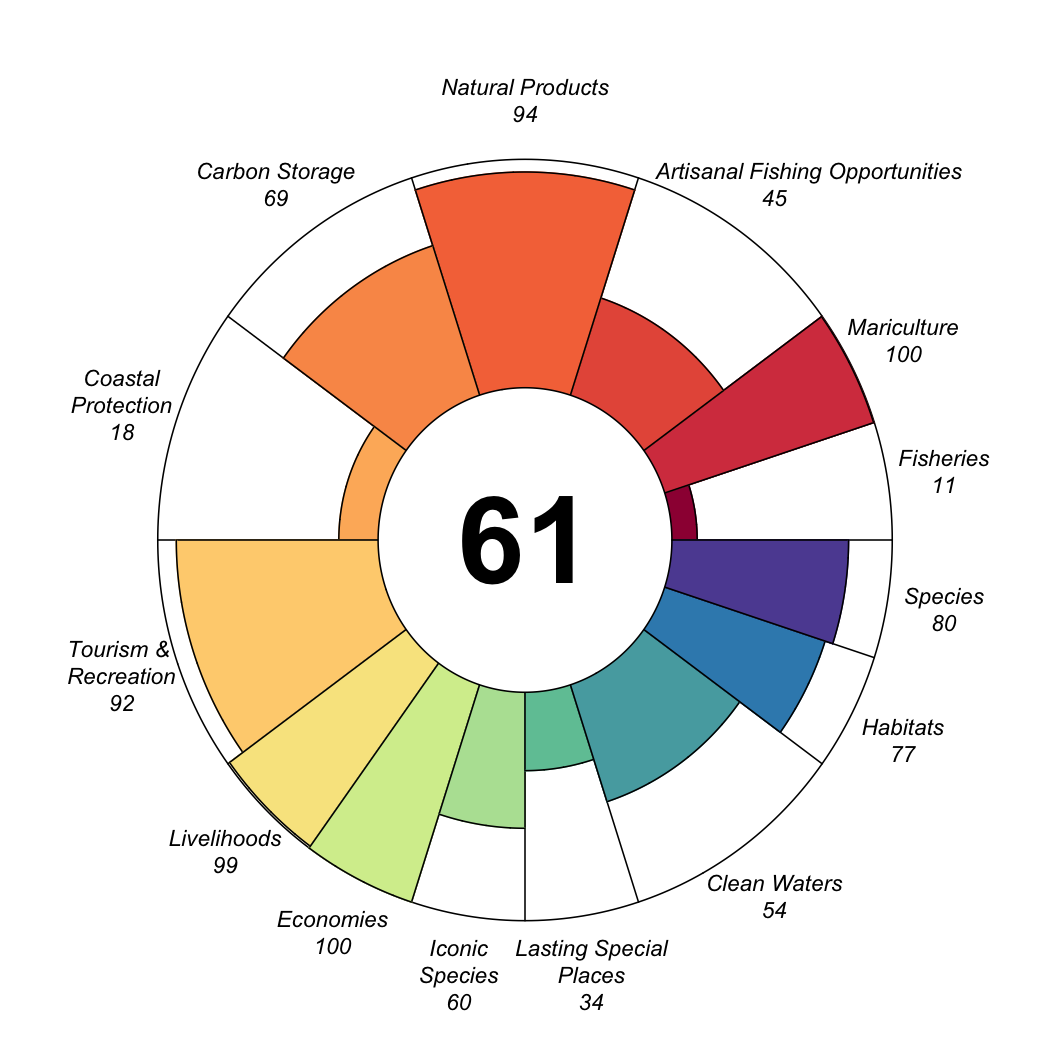 Natural Products
94
Carbon Storage
69
Artisanal Fishing Opportunities
45
Mariculture
100
Coastal
Protection
18
Fisheries
11
61
Species
80
Tourism &
Recreation
92
Habitats
77
Livelihoods
99
Clean Waters
54
Economies
100
Iconic
Species
60
Lasting Special
Places
34